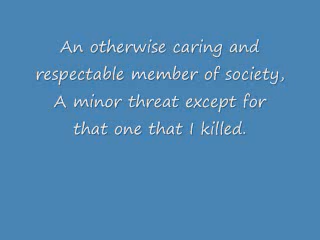 An otherwise caring and
respectable member of society,
A minor threat except for
that one that I killed.